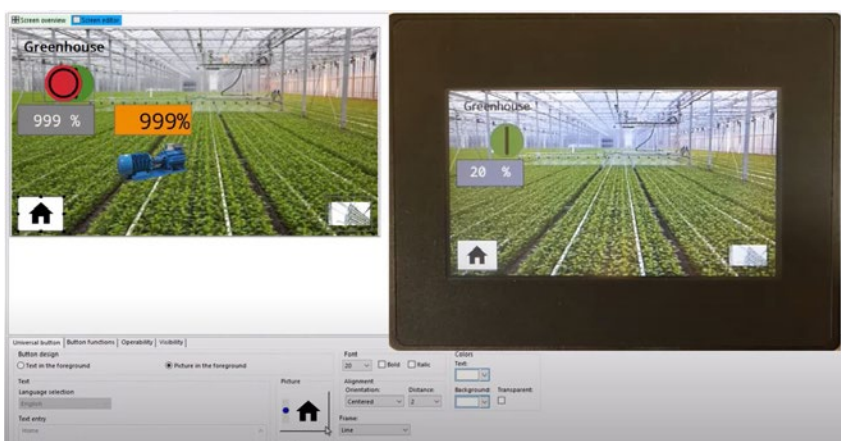 Screen overview
Screen editor
Greenhouse
999 %
999%
Greenhouse
20 %
Universal button
Button functions
Operability
Visibility
Button design
Text in the foreground
Picture in the foreground
Text
Language selection
English
Text entry
Home
Picture
Font
20
Bold
Italic
Alignment
Orientation:
Distance:
Centered
2
Frame:
Line
Colors
Text:
Background:
Transparent: